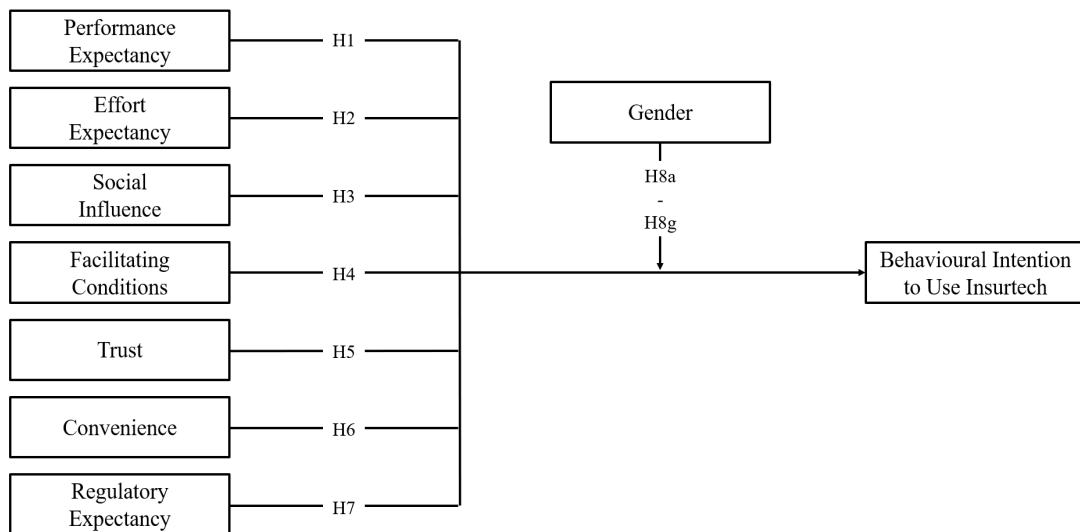 Performance
Expectancy
H1
Effort
Expectancy
H2
Social
Influence
H3
Facilitating
Conditions
H4
Trust
H5
Convenience
H6
Regulatory
Expectancy
H7
Gender
H8a
-
H8g
Behavioural Intention
to Use Insurtech